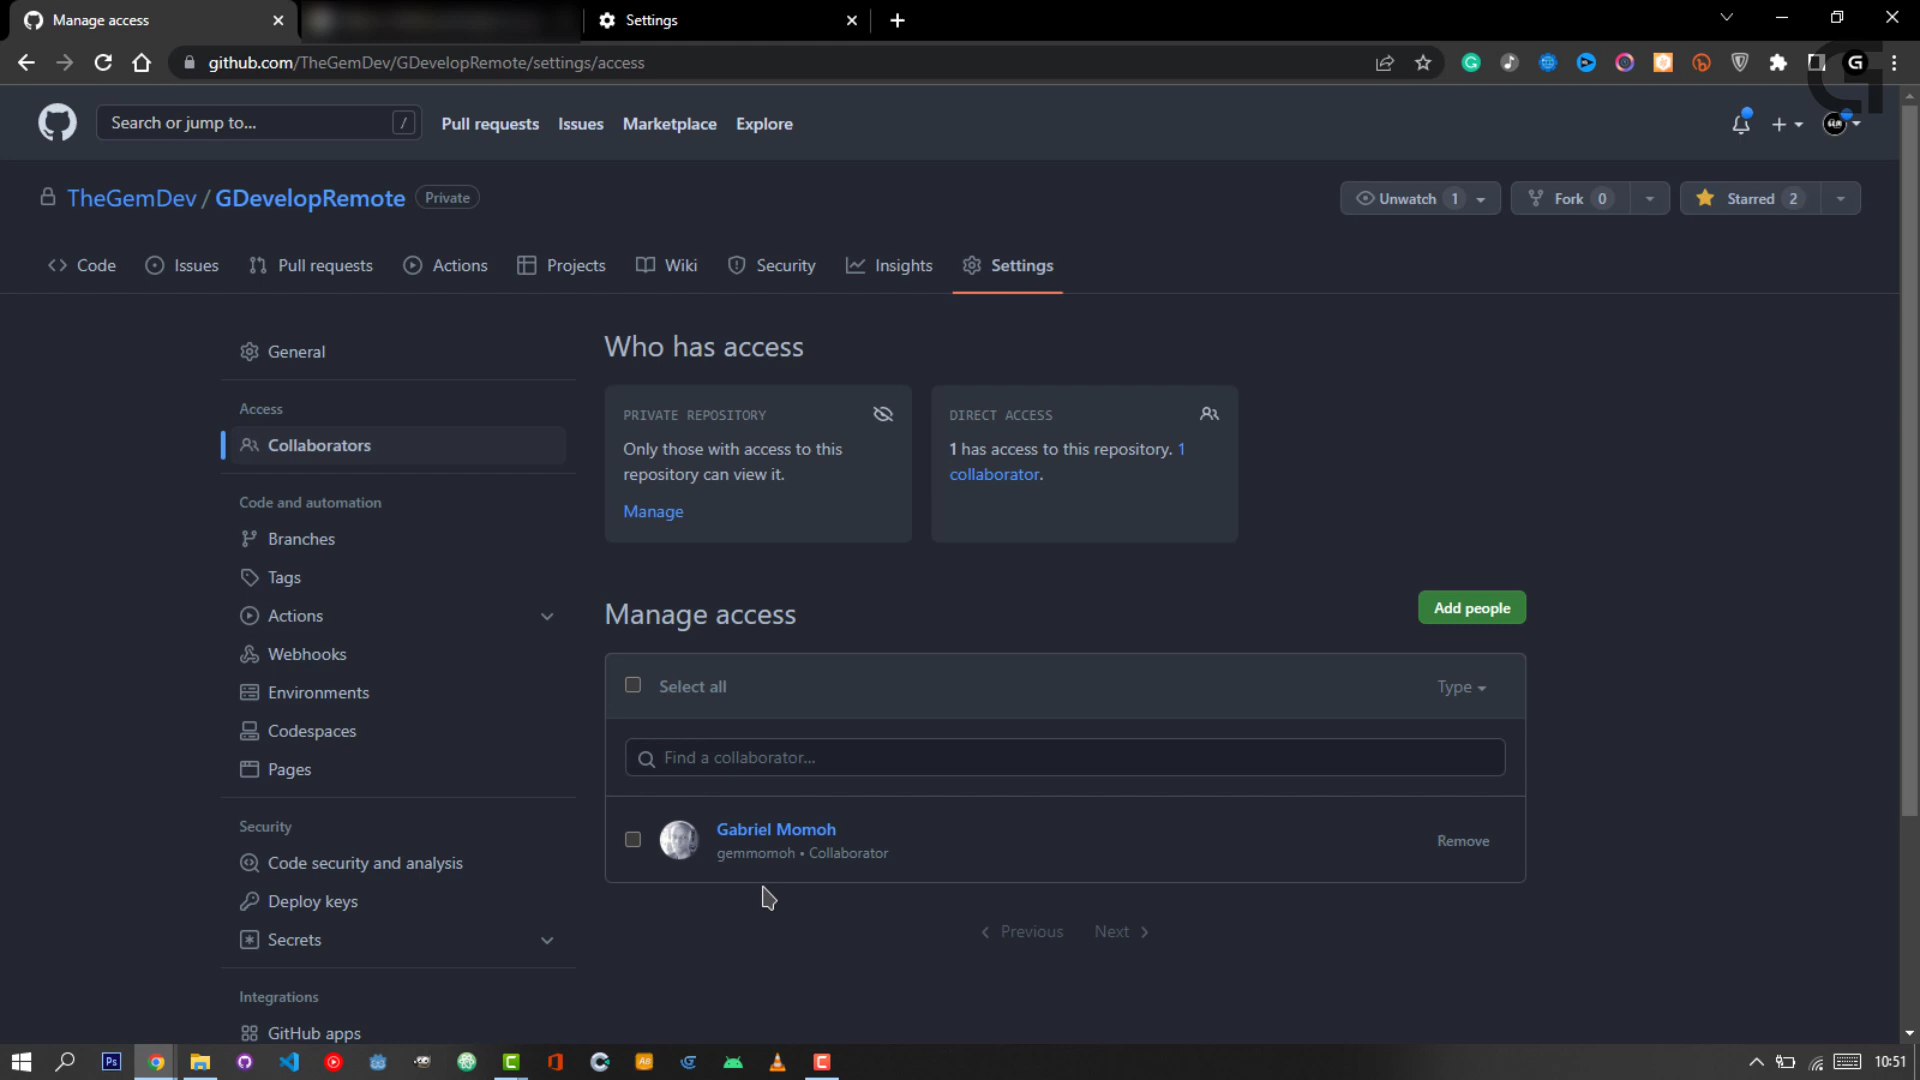 Manage access
Settings
github.com/TheGemDev/GDevelopRemote/settings/access
Search or jump to... /
Pull requests Issues Marketplace Explore
TheGemDev / GDevelopRemote Private
Unwatch 1 Fork 0 Starred 2
Code Issues Pull requests Actions Projects Wiki Security Insights Settings
General
Access
Collaborators
Code and automation
Branches
Tags
Actions
Webhooks
Environments
Codespaces
Pages
Security
Code security and analysis
Deploy keys
Secrets
Integrations
GitHub apps
Who has access
PRIVATE REPOSITORY
Only those with access to this
repository can view it.
Manage
DIRECT ACCESS
1 has access to this repository. 1
collaborator.
Manage access
Add people
Select all
Type
Find a collaborator...
Gabriel Momoh
gemmomoh • Collaborator
Remove
Previous Next
Ps
10:51